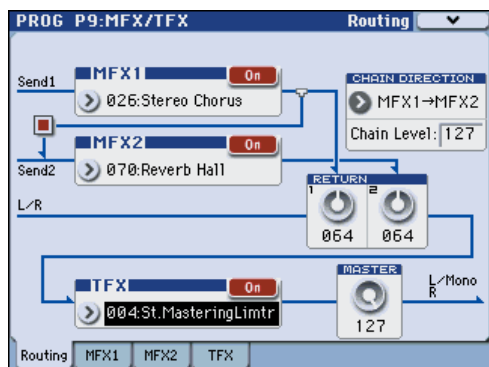 PROG P9:MFX/TFX Routing
Send1
MFX1 On
026:Stereo Chorus
CHAIN DIRECTION
MFX1→MFX2
Chain Level: 127
MFX2 On
Send2
070:Reverb Hall
L/R
RETURN
1 2
064 064
TFX On
004:St.MasteringLimtr
MASTER
127
L/Mono
R
Routing MFX1 MFX2 TFX